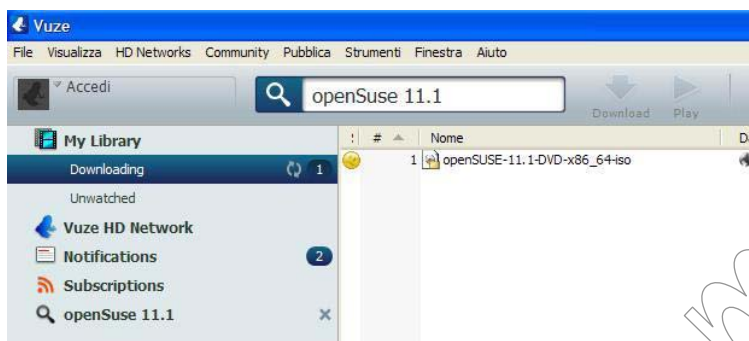 Vuze
File Visualizza HD Networks Community Pubblica Strumenti Finestra Aiuto
Accedi
openSuse 11.1
Download Play
My Library
! # Nome
Downloading 1
1 openSUSE-11.1-DVD-x86_64-iso
Unwatched
Vuze HD Network
Notifications 2
Subscriptions
openSuse 11.1